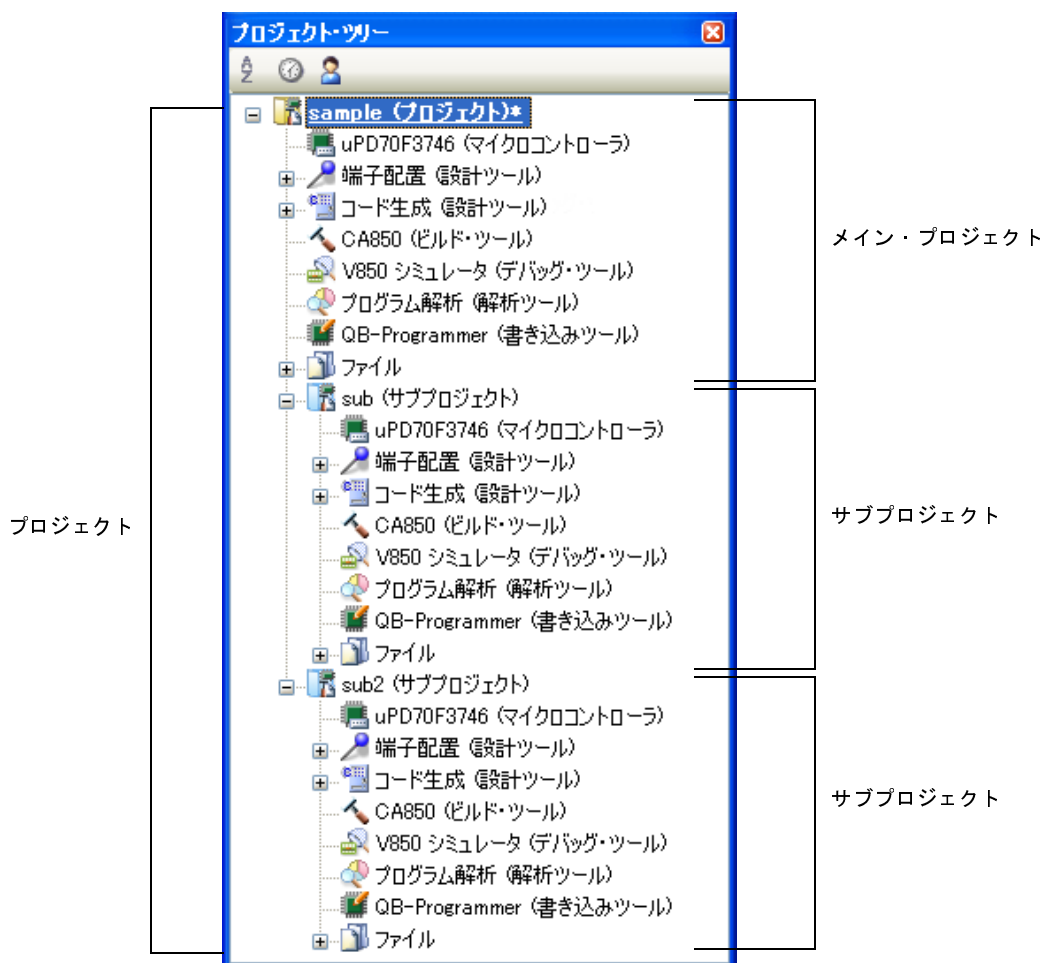 プロジェクト・ツリー
sample (プロジェクト)*
uPD70F3746 (マイクロコントローラ)
端子配置 (設計ツール)
コード生成 (設計ツール)
CA850 (ビルド・ツール)
V850 シミュレータ (デバッグ・ツール)
プログラム解析 (解析ツール)
QB-Programmer (書き込みツール)
ファイル
sub (サブプロジェクト)
uPD70F3746 (マイクロコントローラ)
端子配置 (設計ツール)
コード生成 (設計ツール)
CA850 (ビルド・ツール)
V850 シミュレータ (デバッグ・ツール)
プログラム解析 (解析ツール)
QB-Programmer (書き込みツール)
ファイル
sub2 (サブプロジェクト)
uPD70F3746 (マイクロコントローラ)
端子配置 (設計ツール)
コード生成 (設計ツール)
CA850 (ビルド・ツール)
V850 シミュレータ (デバッグ・ツール)
プログラム解析 (解析ツール)
QB-Programmer (書き込みツール)
ファイル
プロジェクト
メイン・プロジェクト
サブプロジェクト
サブプロジェクト